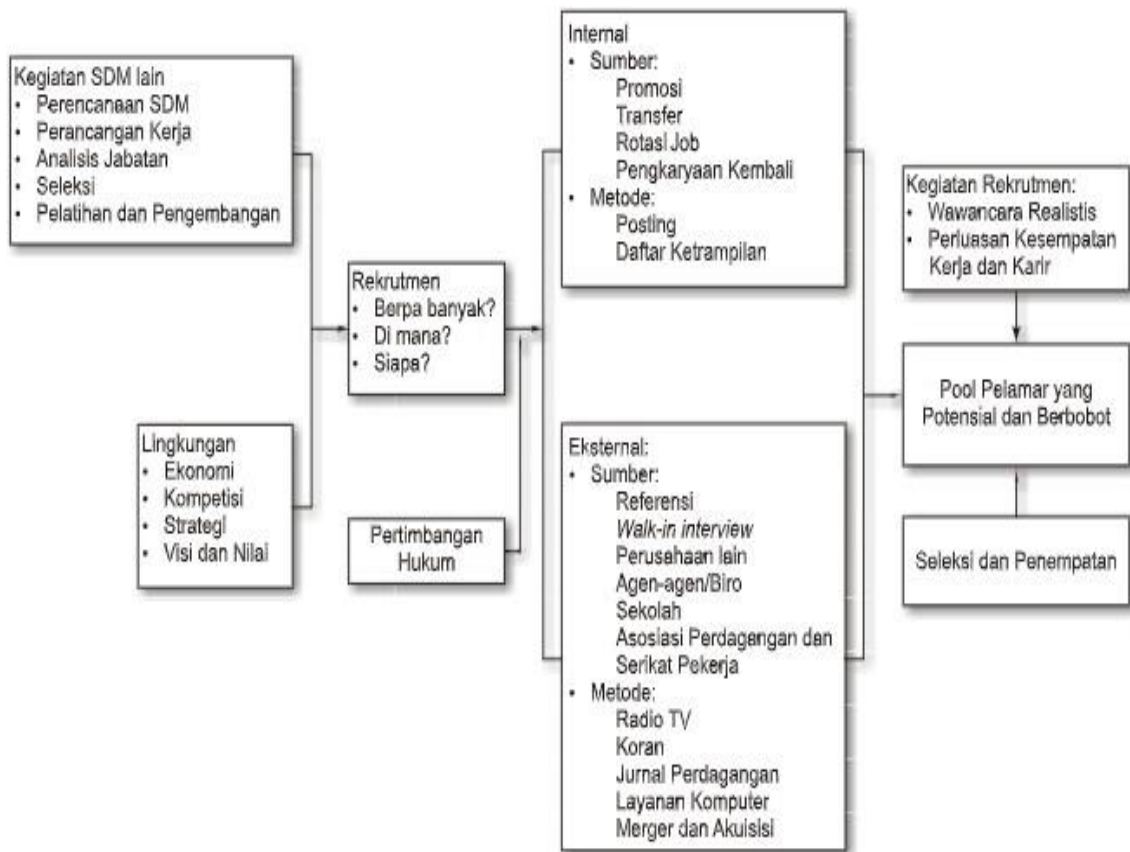 Kegiatan SDM lain
• Perencanaan SDM
• Perancangan Kerja
• Analisis Jabatan
• Seleksi
• Pelatihan dan Pengembangan
Lingkungan
• Ekonomi
• Kompetisi
• Strategi
• Visi dan Nilai
Rekrutmen
• Berpa banyak?
• Di mana?
• Siapa?
Pertimbangan
Hukum
Internal
• Sumber:
Promosi
Transfer
Rotasi Job
Pengkaryaan Kembali
• Metode:
Posting
Daftar Ketrampilan
Eksternal:
• Sumber:
Referensi
Walk-in interview
Perusahaan lain
Agen-agen/Biro
Sekolah
Asosiasi Perdagangan dan
Serikat Pekerja
• Metode:
Radio TV
Koran
Jurnal Perdagangan
Layanan Komputer
Merger dan Akuisisi
Kegiatan Rekrutmen:
• Wawancara Realistis
• Perluasan Kesempatan
Kerja dan Karir
Pool Pelamar yang
Potensial dan Berbobot
Seleksi dan Penempatan